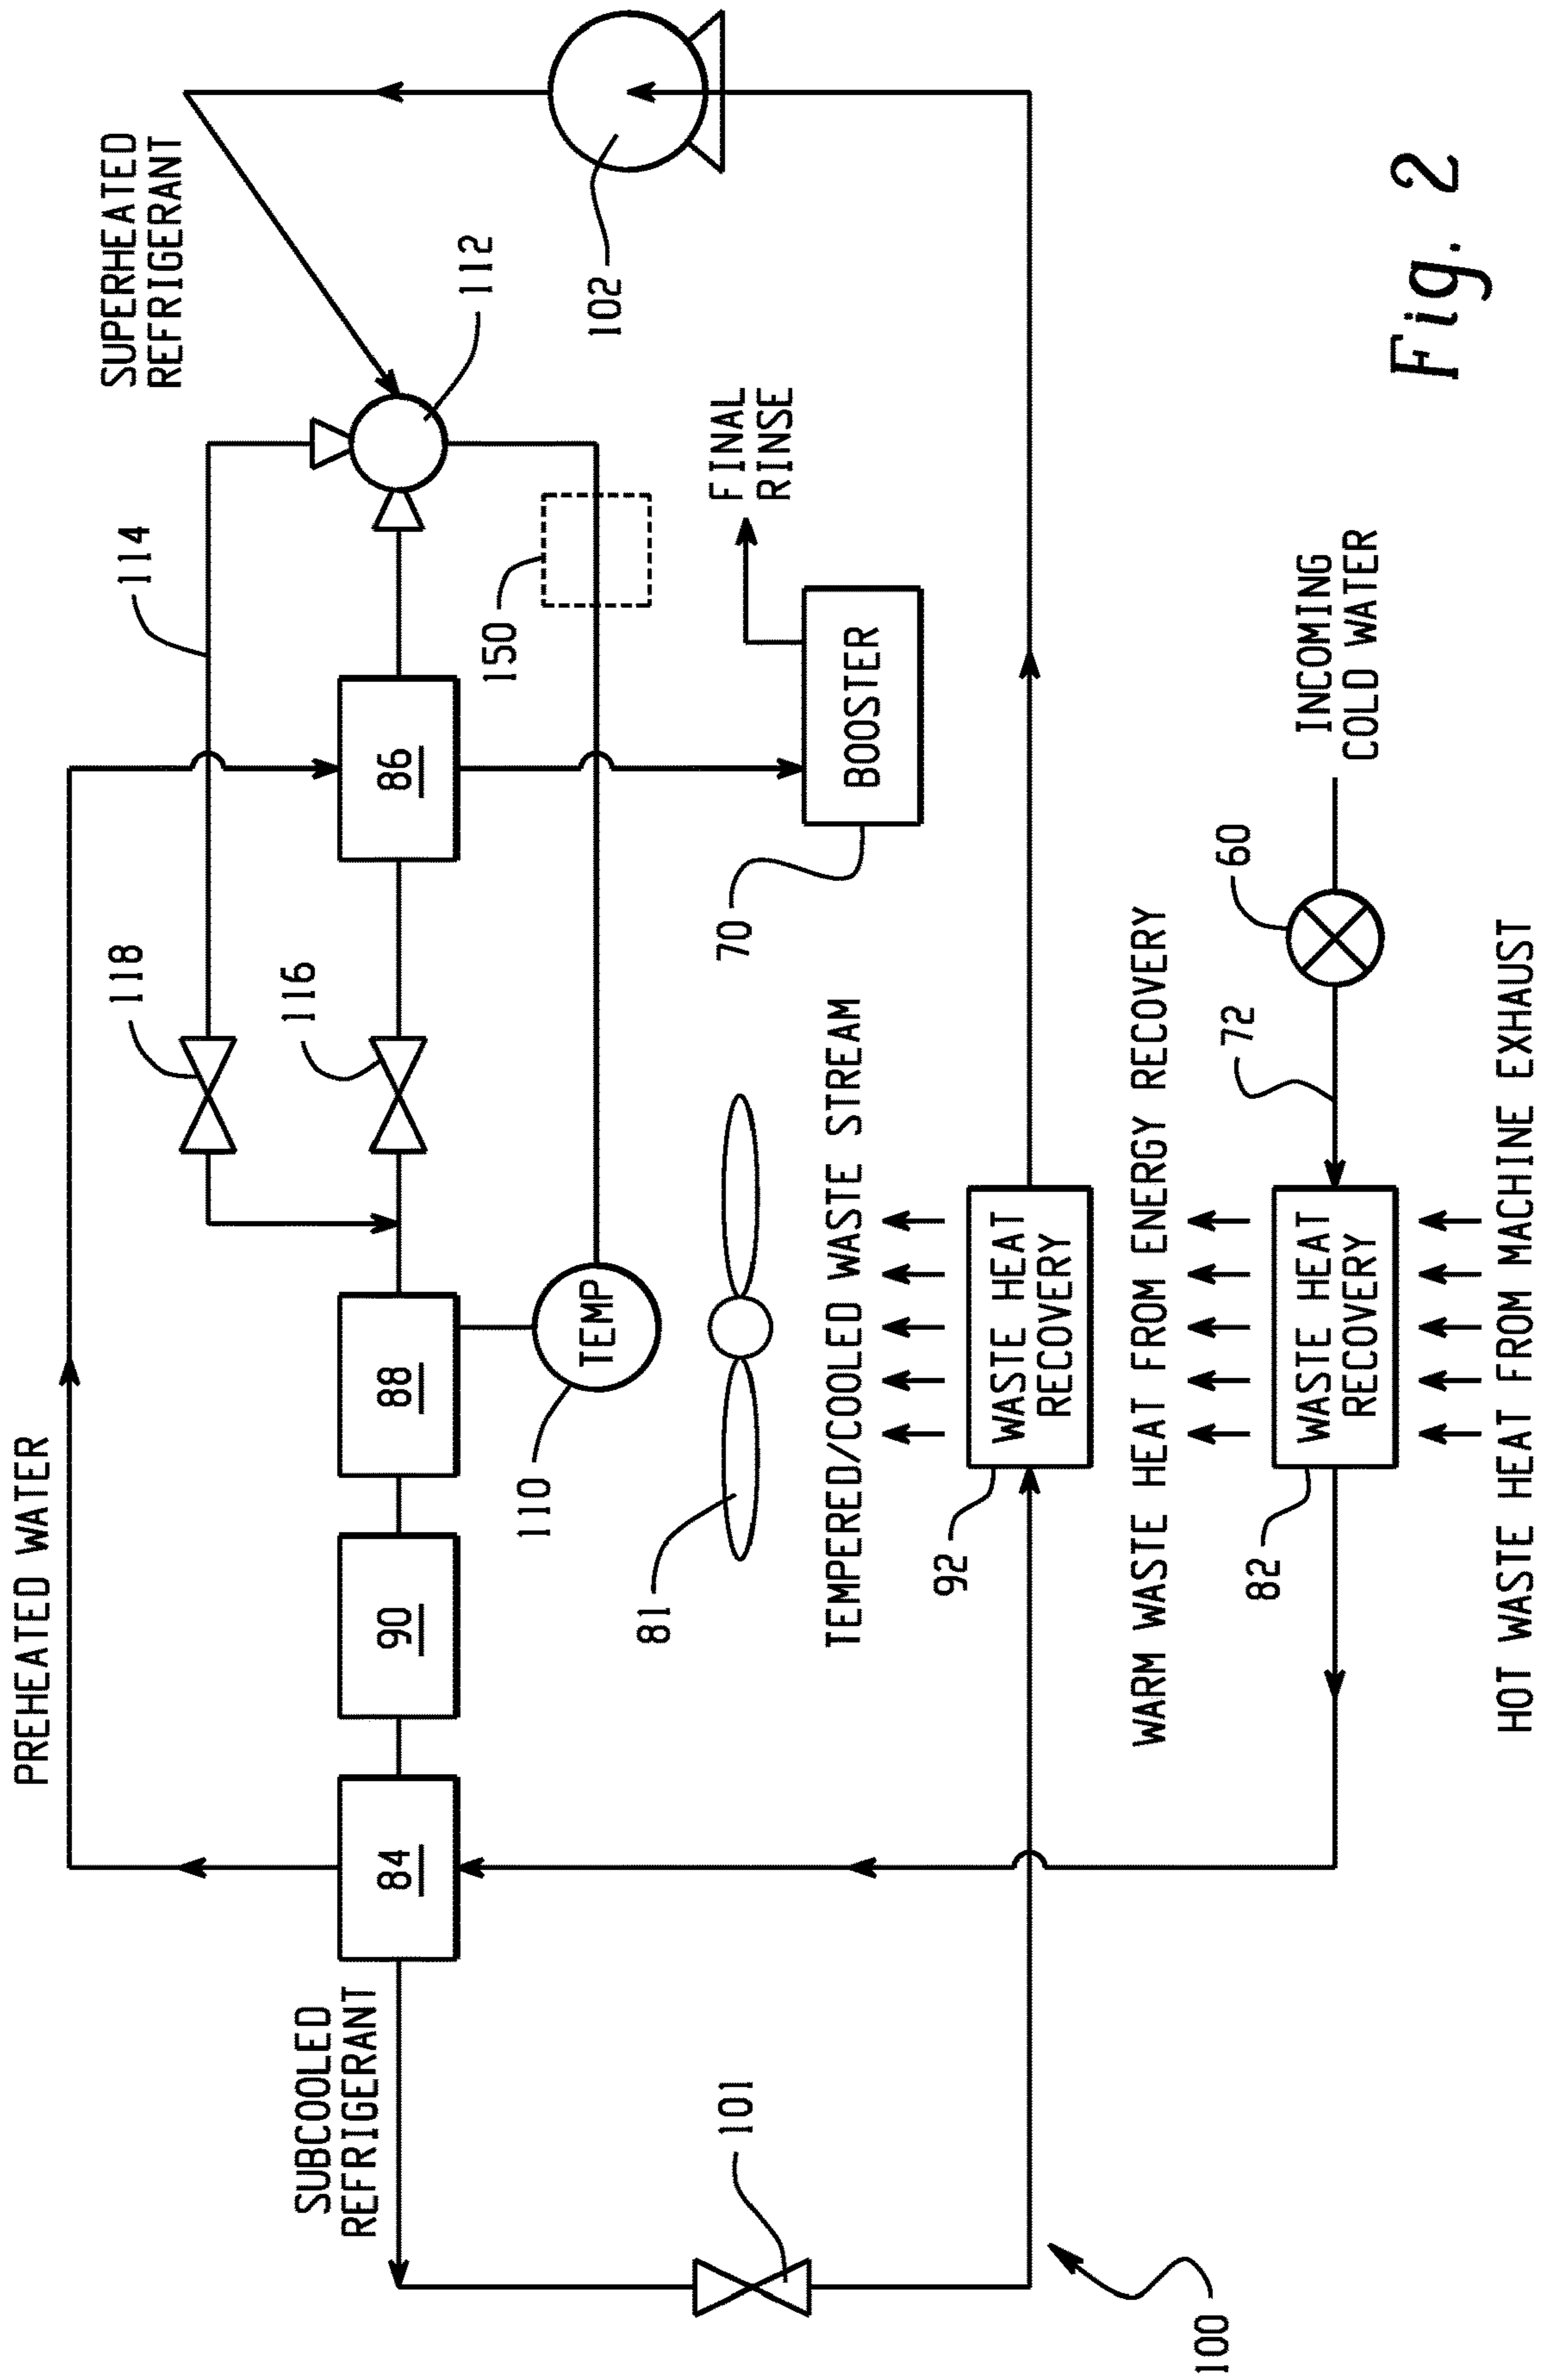 PREHEATED WATER
SUPERHEATED
REFRIGERANT
114
118
116
112
SUBCOOLED
REFRIGERANT
84
90
88
86
150
102
110
TEMP
FINAL
RINSE
BOOSTER
70
81
101
TEMPERED/COOLED WASTE STREAM
92
WASTE HEAT
RECOVERY
WARM WASTE HEAT FROM ENERGY RECOVERY
60
72
INCOMING
COLD WATER
82
WASTE HEAT
RECOVERY
100
HOT WASTE HEAT FROM MACHINE EXHAUST
Fig. 2